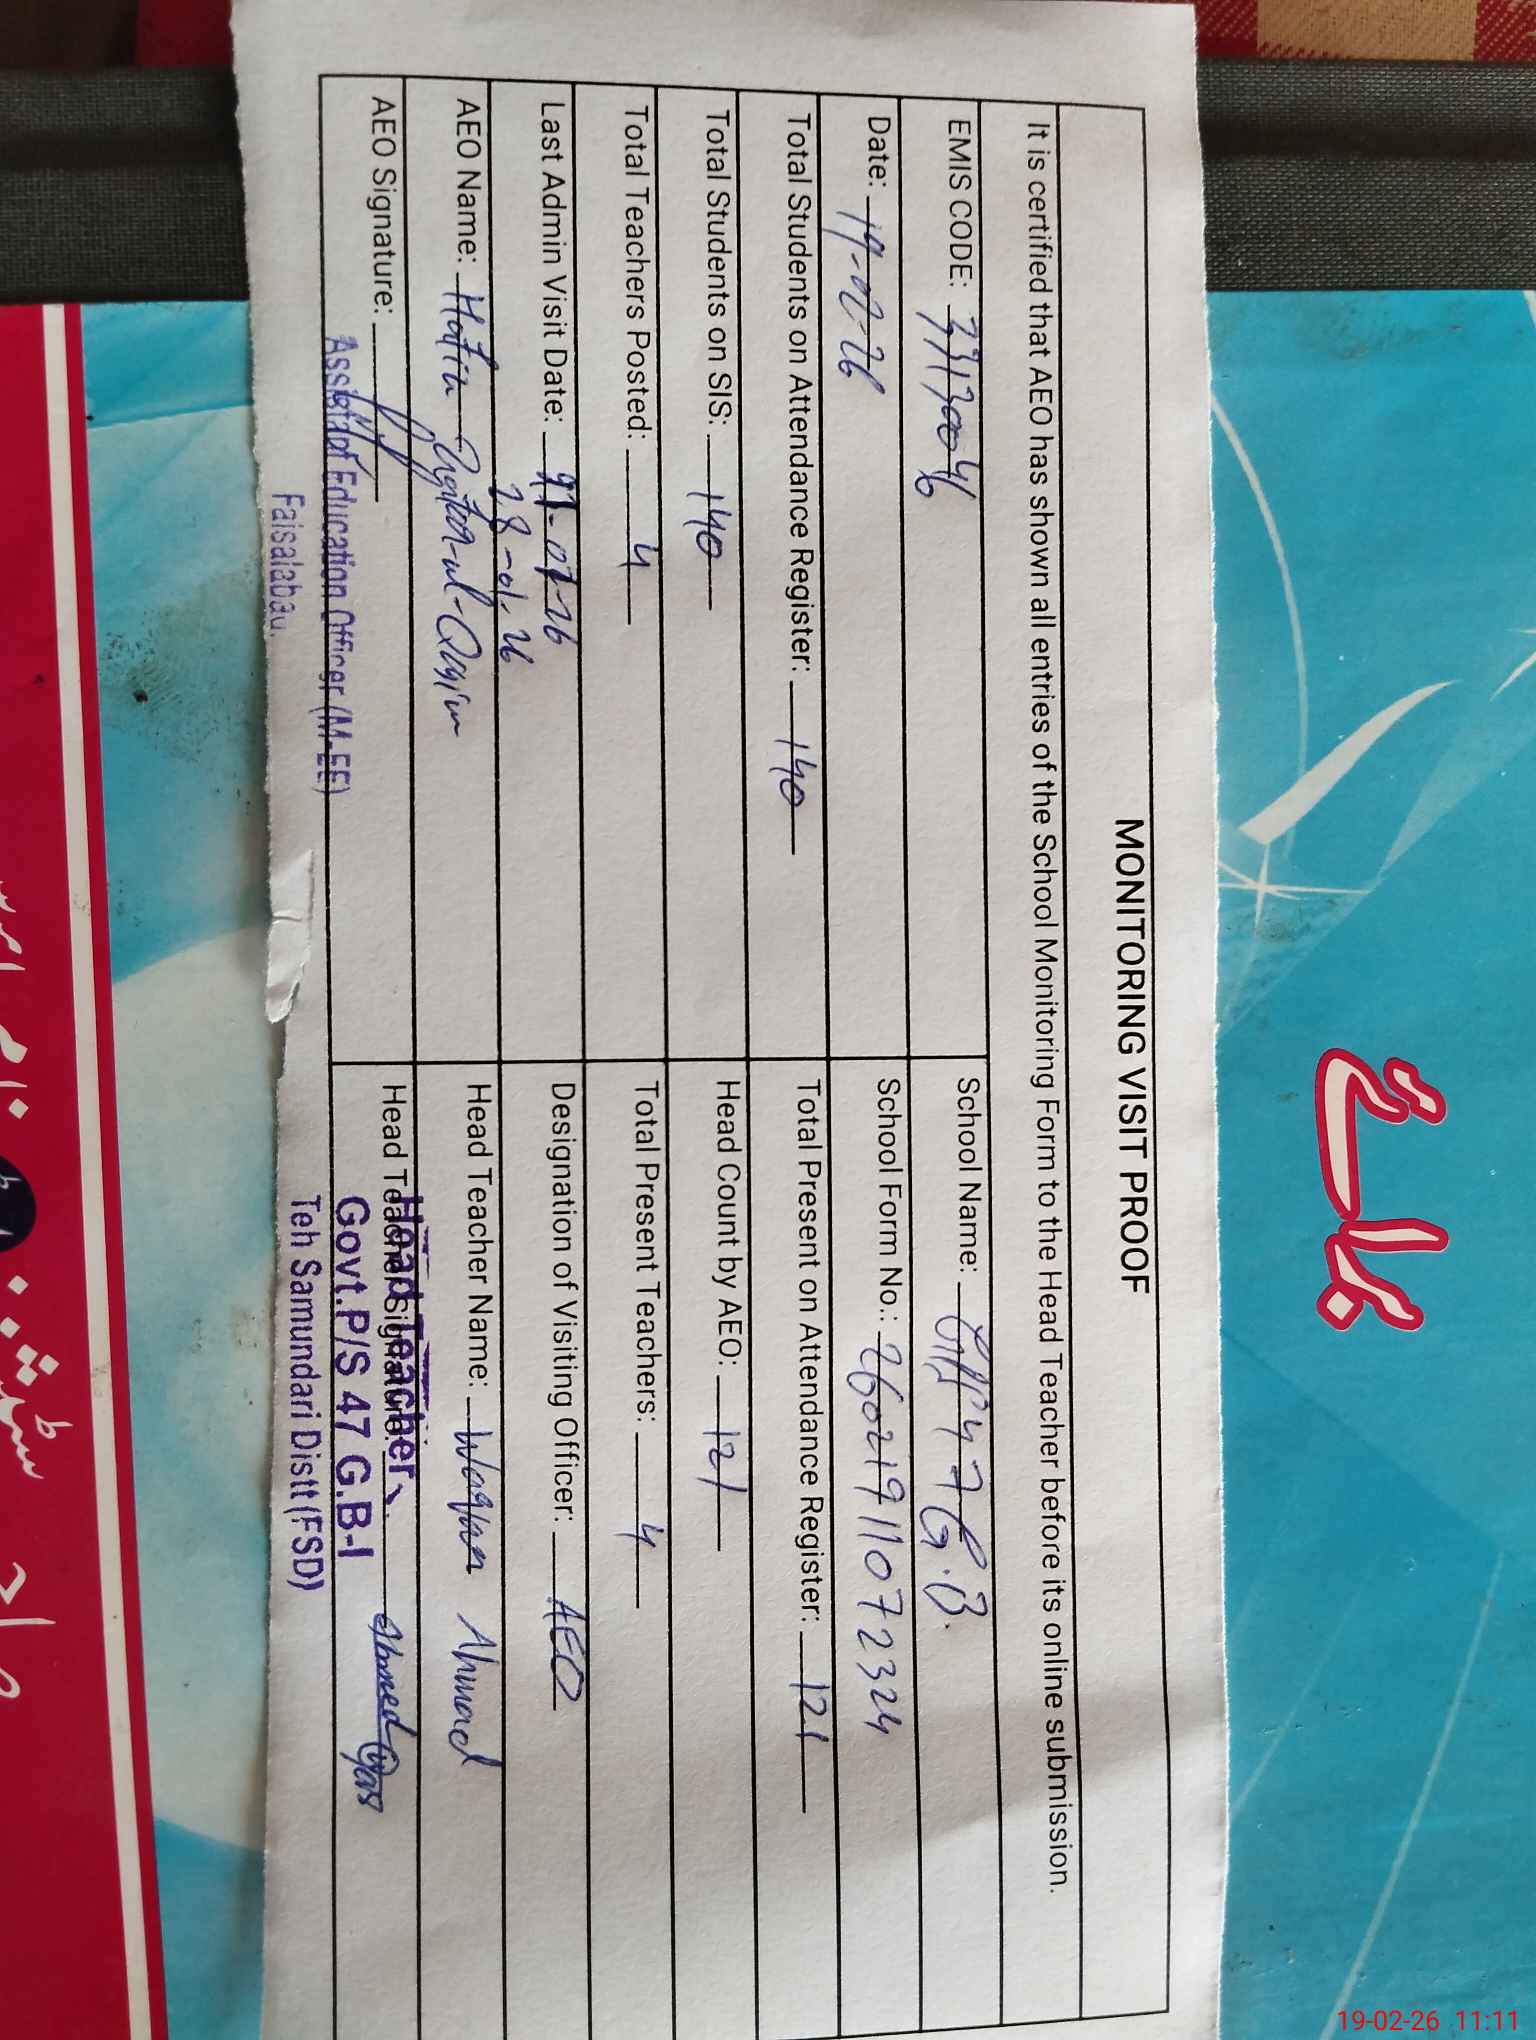 MONITORING VISIT PROOF
It is certified that AEO has shown all entries of the School Monitoring Form to the Head Teacher before its online submission.
EMIS CODE:
School Name: 47 G.B.
Date: 19-02-26
School Form No.: 26021911072324
Total Students on Attendance Register: 140
Total Present on Attendance Register: 121
Total Students on SIS: 140
Head Count by AEO: 121
Total Teachers Posted: 4
Total Present Teachers: 4
Last Admin Visit Date:
28-01-26
Designation of Visiting Officer: AEO
AEO Name:
Head Teacher Name: Waqar Ahmad
AEO Signature:
Head Teacher Signature:
Assistant Education Officer (M-EE)
Faisalabad.
Head Teacher
Govt.P/S 47 G.B-I
Teh Samundari Distt (FSD)
19-02-26 11:11